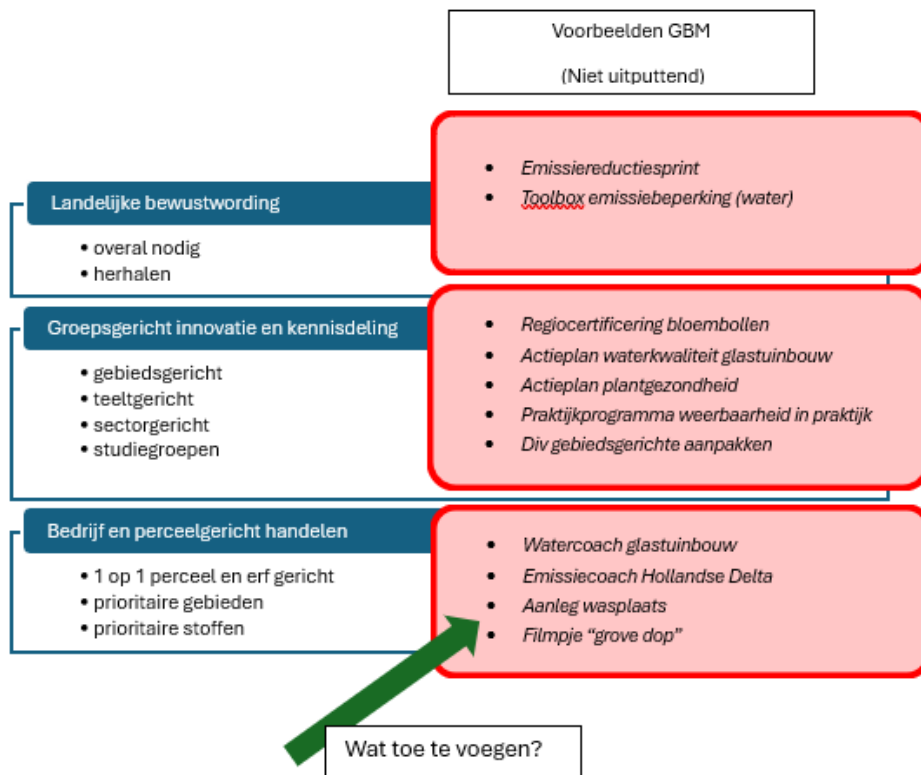 Voorbeelden GBM
(Niet uitputtend)
Landelijke bewustwording
• overal nodig
• herhalen
• Emissiereductiesprint
• Toolbox emissiebeperking (water)
Groepsgericht innovatie en kennisdeling
• gebiedsgericht
• teeltgericht
• sectorgericht
• studiegroepen
• Regiocertificering bloembollen
• Actieplan waterkwaliteit glastuinbouw
• Actieplan plantgezondheid
• Praktijkprogramma weerbaarheid in praktijk
• Div gebiedsgerichte aanpakken
Bedrijf en perceelgericht handelen
• 1 op 1 perceel en erf gericht
• prioritaire gebieden
• prioritaire stoffen
• Watercoach glastuinbouw
• Emissiecoach Hollandse Delta
• Aanleg wasplaats
• Filmpje “grove dop”
Wat toe te voegen?